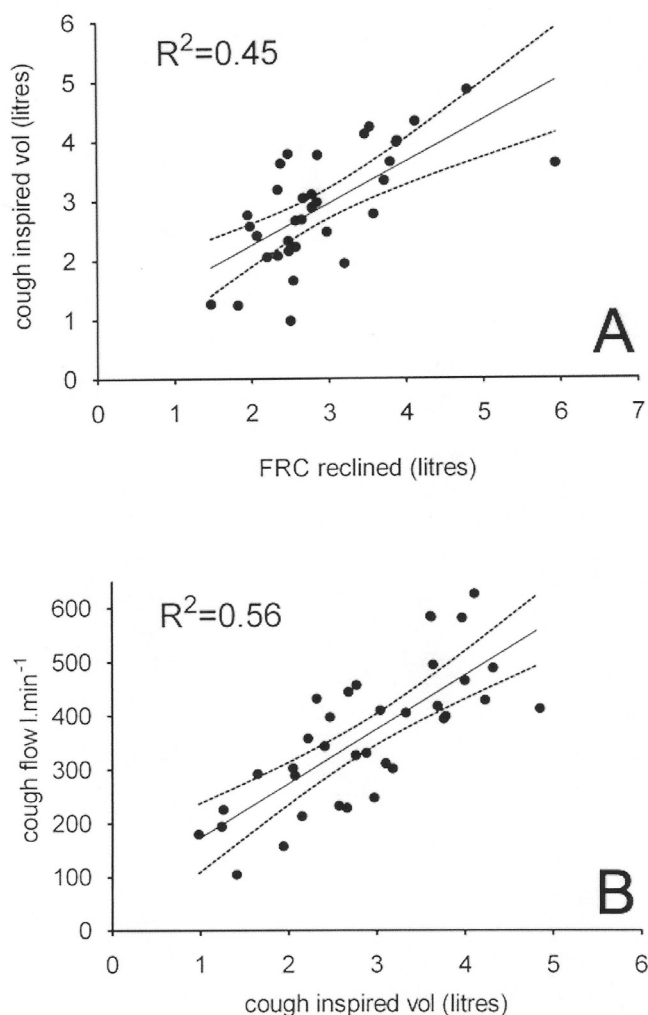 R²=0.45
cough inspired vol (litres)
6
5
4
3
2
1
0
A
0 1 2 3 4 5 6 7
FRC reclined (litres)
R²=0.56
cough flow l.min⁻¹
600
500
400
300
200
100
0
B
0 1 2 3 4 5 6
cough inspired vol (litres)